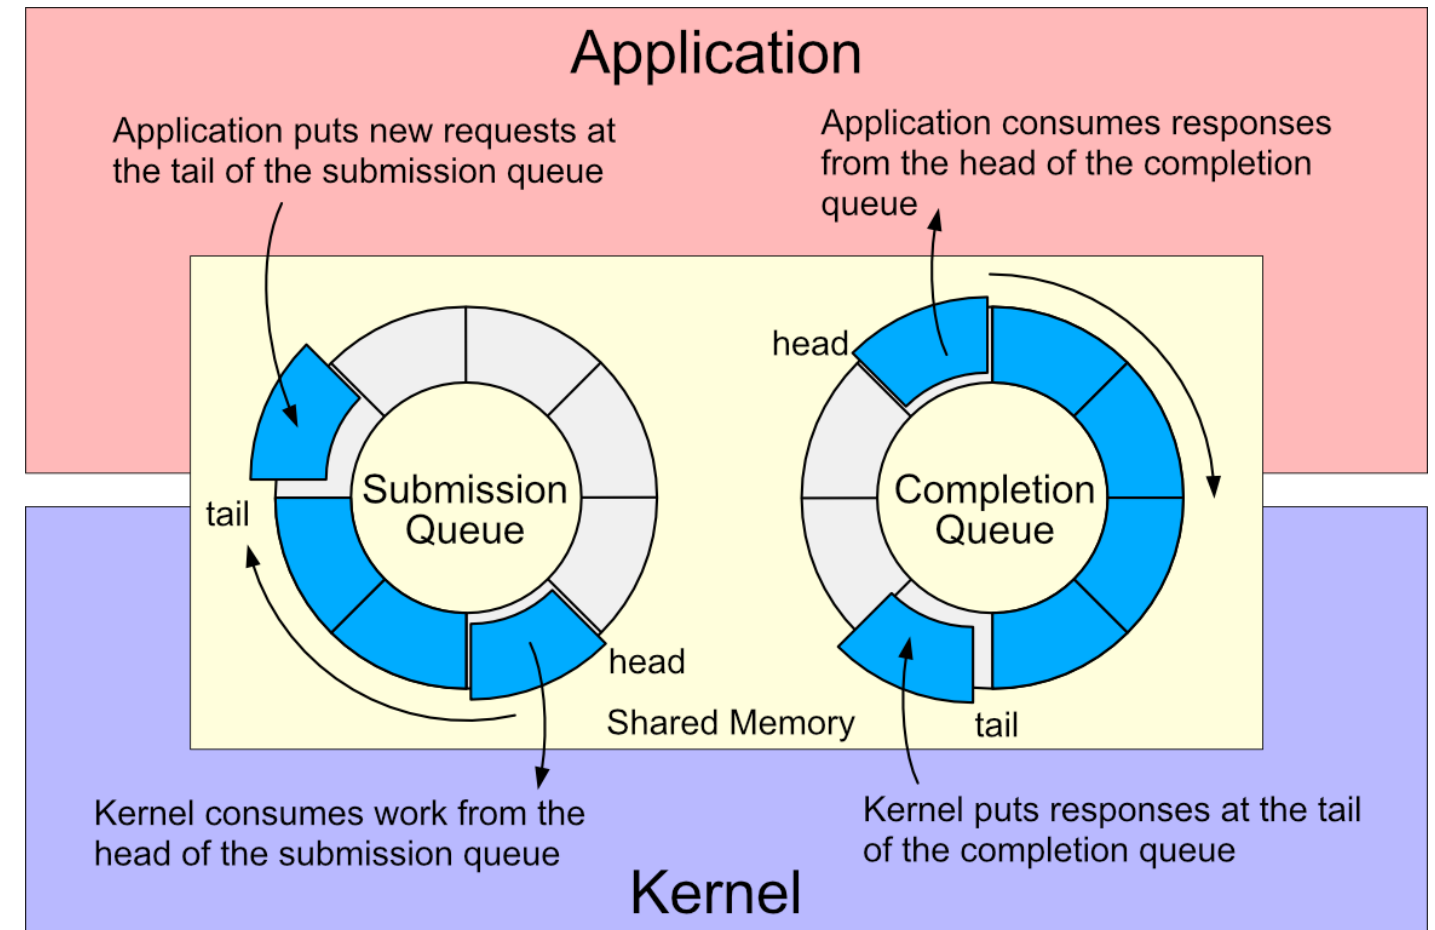 Application
Application puts new requests at
the tail of the submission queue
Application consumes responses
from the head of the completion
queue
head
Submission
Queue
tail
head
Completion
Queue
Shared Memory
tail
Kernel consumes work from the
head of the submission queue
Kernel puts responses at the tail
of the completion queue
Kernel